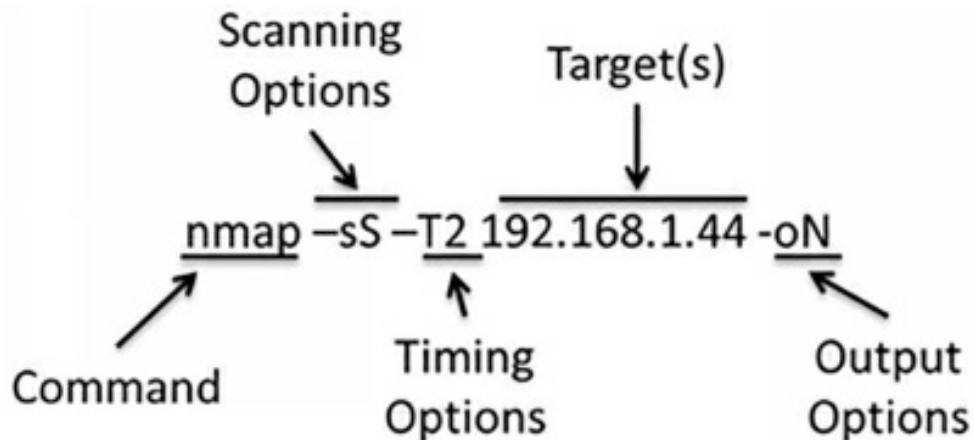 Scanning
Options
Target(s)
nmap –sS –T2 192.168.1.44 -oN
Command
Timing
Options
Output
Options